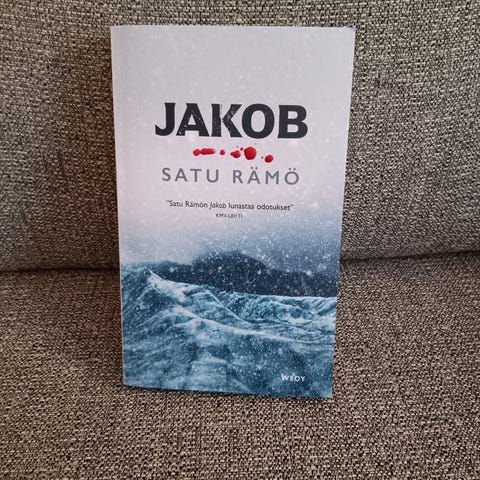 JAKOB
SATU RÄMÖ
"Satu Rämön Jakob lunastaa odotukset"
KMV-LEHTI
WSOY